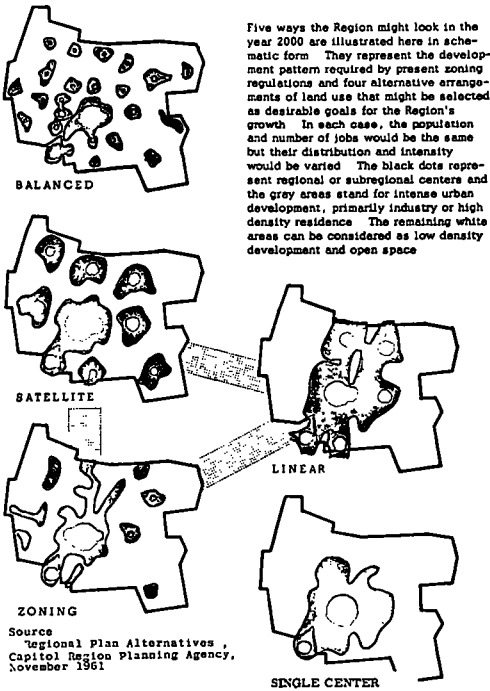 Five ways the Region might look in the
year 2000 are illustrated here in sche-
matic form They represent the develop-
ment pattern required by present zoning
regulations and four alternative arrange-
ments of land use that might be selected
as desirable goals for the Region's
growth In each case, the population
and number of jobs would be the same
but their distribution and intensity
would be varied The black dots repre-
sent regional or subregional centers and
the gray areas stand for intense urban
development, primarily industry or high
density residence The remaining white
areas can be considered as low density
development and open space
BALANCED
SATELLITE
LINEAR
ZONING
SINGLE CENTER
Source
Regional Plan Alternatives ,
Capitol Region Planning Agency,
November 1961